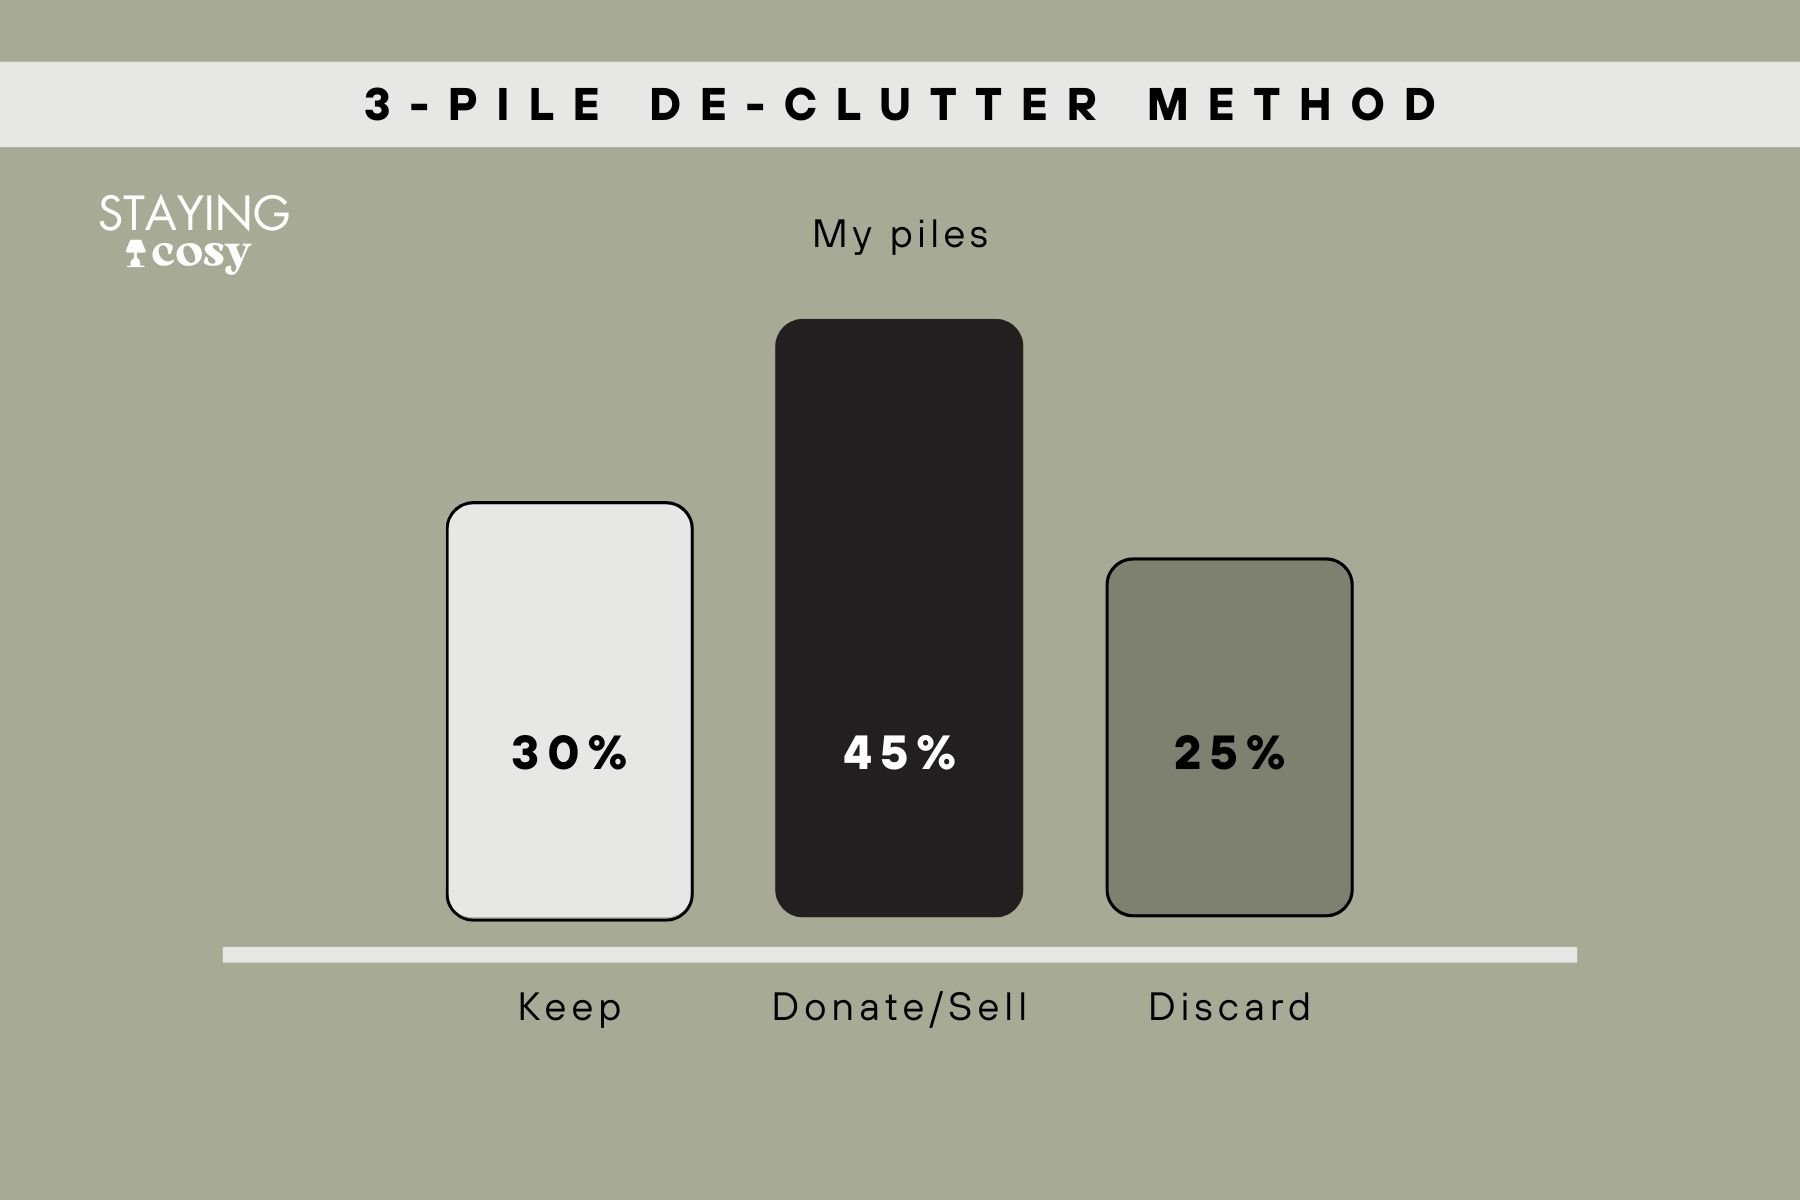 3-PILE DE-CLUTTER METHOD
STAYING
cosy
My piles
30%
45%
25%
Keep
Donate/Sell
Discard